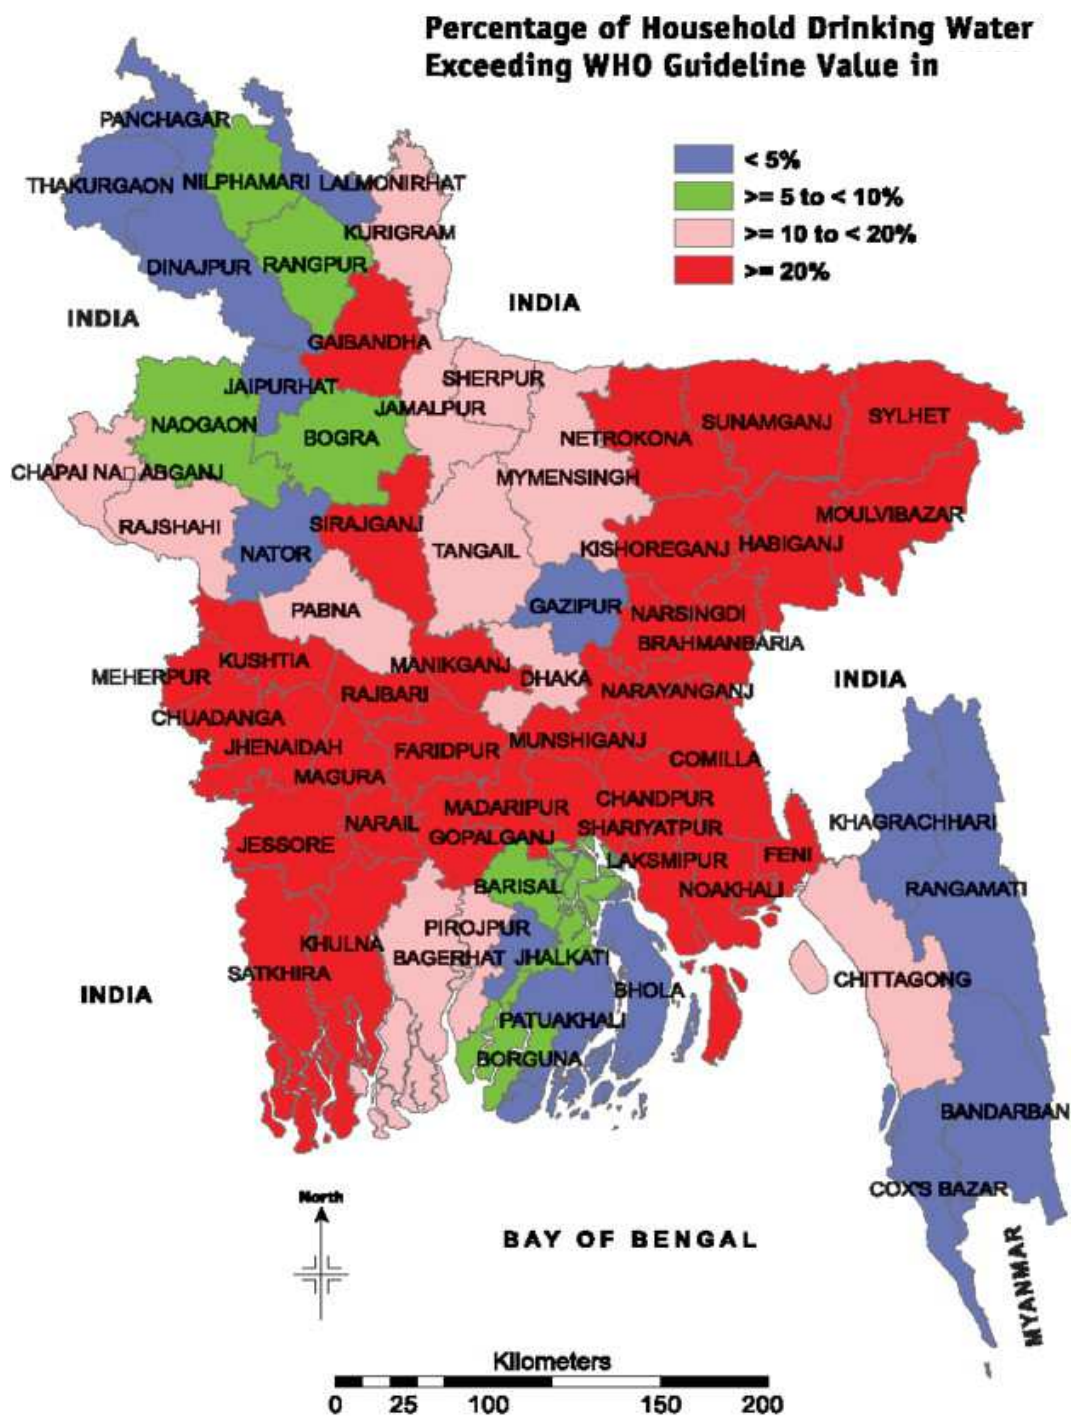 Percentage of Household Drinking Water
Exceeding WHO Guideline Value in
< 5%
>= 5 to < 10%
>= 10 to < 20%
>= 20%
PANCHAGAR
THAKURGAON
NILPHAMARI
LALMONIRHAT
KURIGRAM
DINAJPUR
RANGPUR
INDIA
INDIA
GAIBANDHA
JAIPURHAT
SHERPUR
JAMALPUR
NAOGAON
BOGRA
NETROKONA
SUNAMGANJ
SYLHET
CHAPAI NA□ABGANJ
MYMENSINGH
RAJSHAHI
SIRAJGANJ
MOULVIBAZAR
NATOR
TANGAIL
KISHOREGANJ
HABIGANJ
PABNA
GAZIPUR
NARSINGDI
BRAHMANBARIA
KUSHTIA
MANIKGANJ
MEHERPUR
DHAKA
INDIA
RAJBARI
NARAYANGANJ
CHUADANGA
JHENAIDAH
FARIDPUR
MUNSHIGANJ
COMILLA
MAGURA
MADARIPUR
CHANDPUR
NARAIL
SHARIYATPUR
KHAGRACHHARI
JESSORE
GOPALGANJ
LAKSMIPUR
FENI
BARISAL
NOAKHALI
RANGAMATI
PIROJPUR
KHULNA
BAGERHAT
JHALKATI
SATKHIRA
CHITTAGONG
INDIA
BHOLA
PATUAKHALI
BORGUNA
BANDARBAN
COX'S BAZAR
North
BAY OF BENGAL
MYANMAR
Kilometers
0 25 100 150 200